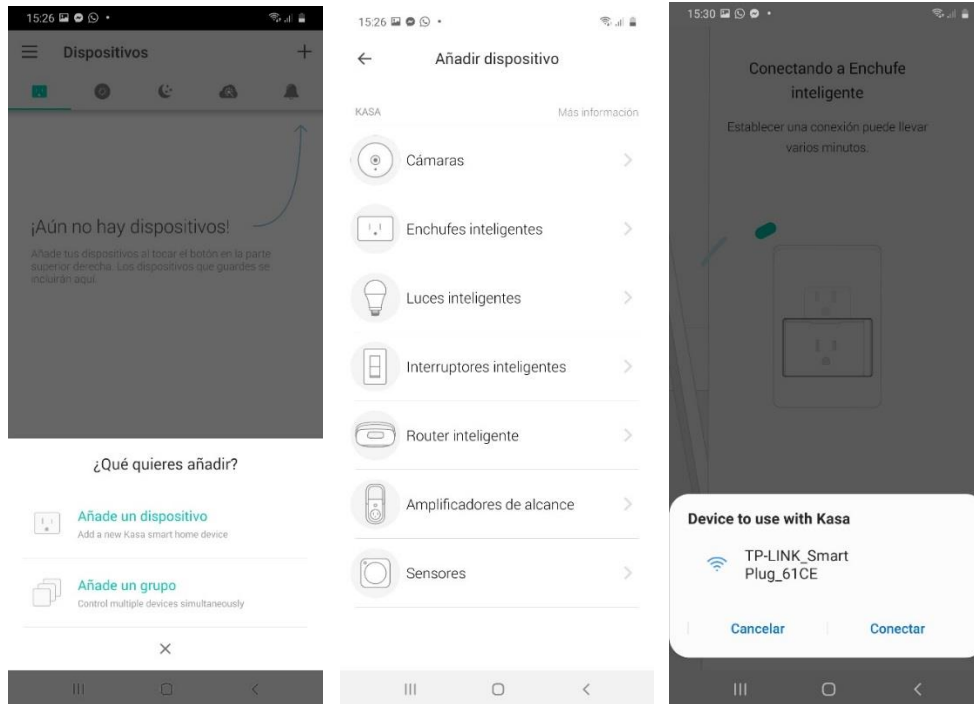 15:26
Dispositivos
¡Aún no hay dispositivos!
Añade tus dispositivos al tocar el botón en la parte
superior derecha. Los dispositivos que guardes se
incluirán aquí.
¿Qué quieres añadir?
Añade un dispositivo
Add a new Kasa smart home device
Añade un grupo
Control multiple devices simultaneously
15:26
Añadir dispositivo
KASA
Más información
Cámaras
Enchufes inteligentes
Luces inteligentes
Interruptores inteligentes
Router inteligente
Amplificadores de alcance
Sensores
15:30
Conectando a Enchufe
inteligente
Establecer una conexión puede llevar
varios minutos.
Device to use with Kasa
TP-LINK_Smart
Plug_61CE
Cancelar
Conectar